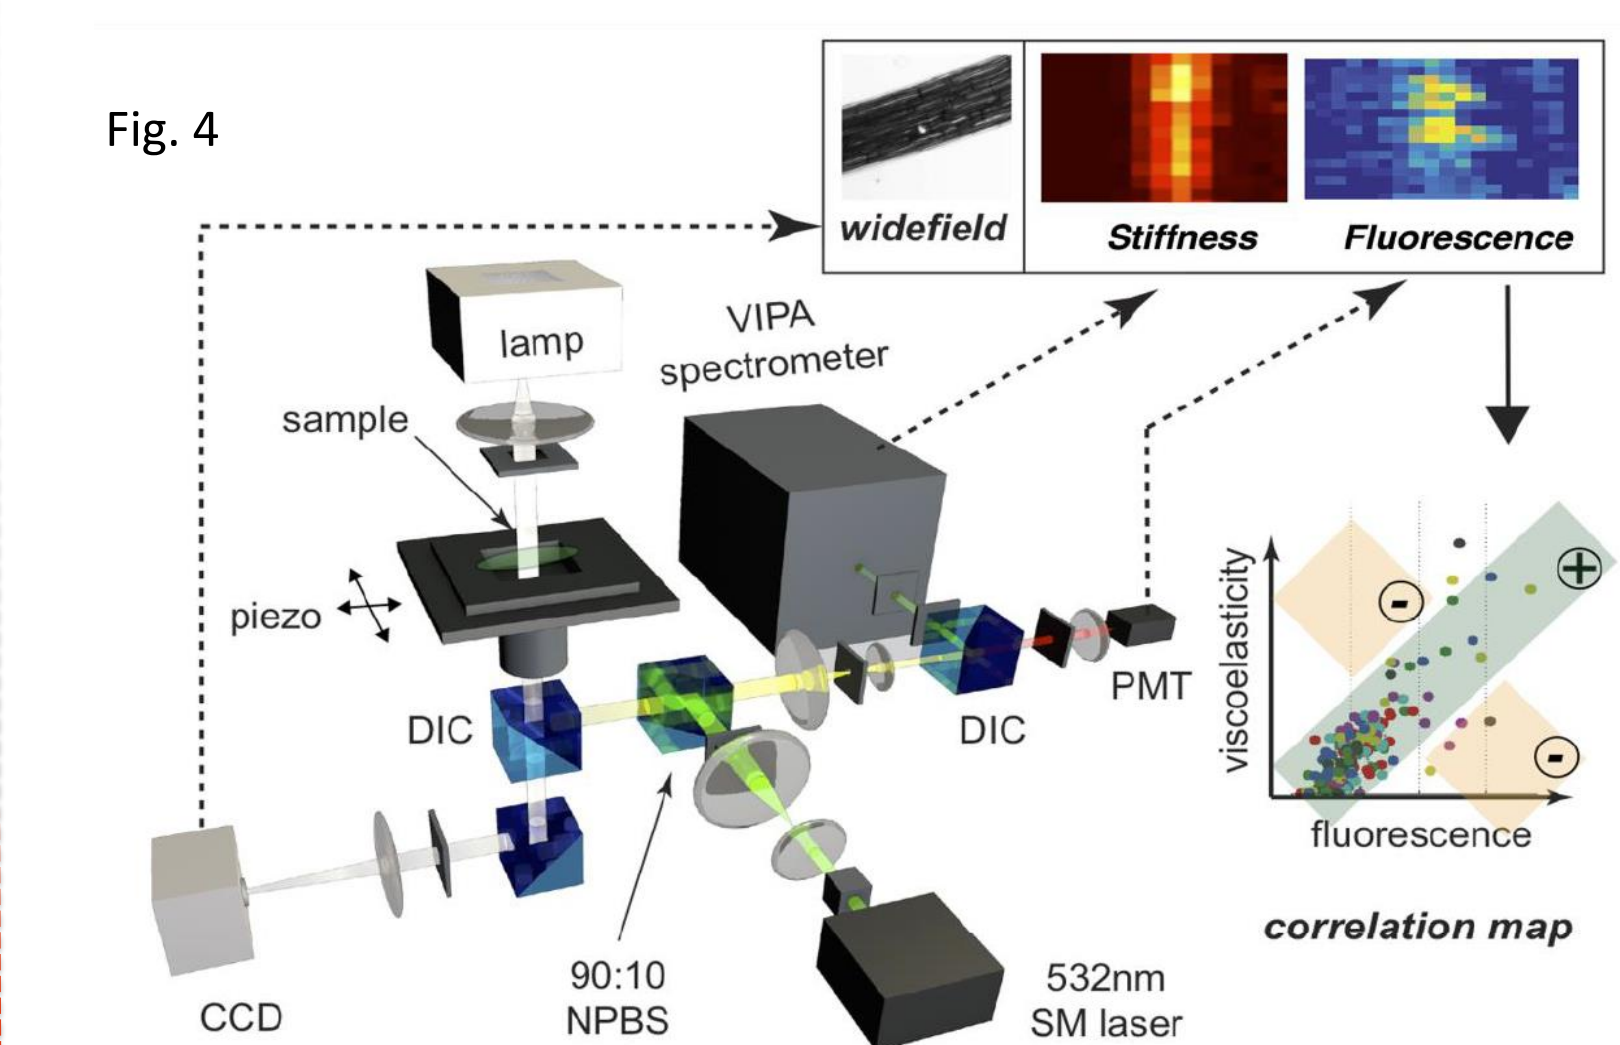 Fig. 4
widefield
Stiffness
Fluorescence
lamp
VIPA
spectrometer
sample
piezo
DIC
DIC
PMT
CCD
90:10
NPBS
532nm
SM laser
viscoelasticity
+
-
-
fluorescence
correlation map